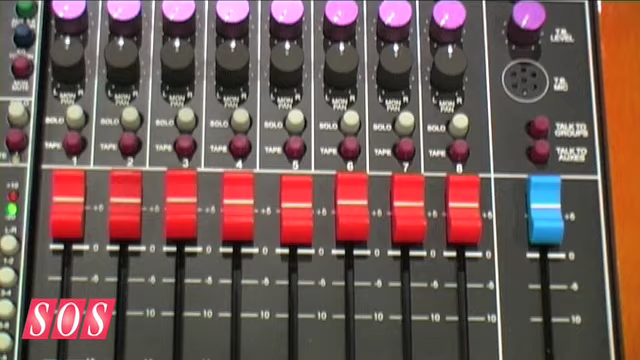 T.B. LEVEL
T.B. MIC
L R L R L R L R L R L R L R L R
MON PAN MON PAN MON PAN MON PAN MON PAN MON PAN MON PAN MON PAN
SOLO SOLO SOLO SOLO SOLO SOLO SOLO SOLO
TALK TO GROUPS
TAPE TAPE TAPE TAPE TAPE TAPE TAPE TAPE
1 2 3 4 5 6 7 8
TALK TO AUXES
+10
+5 +5 +5 +5 +5 +5 +5 +5 +5
L-R
0 0 0 0 0 0 0 0 0
-5 -5 -5 -5 -5 -5 -5 -5 -5
10 10 10 10 10 10 10 10 10
SOS